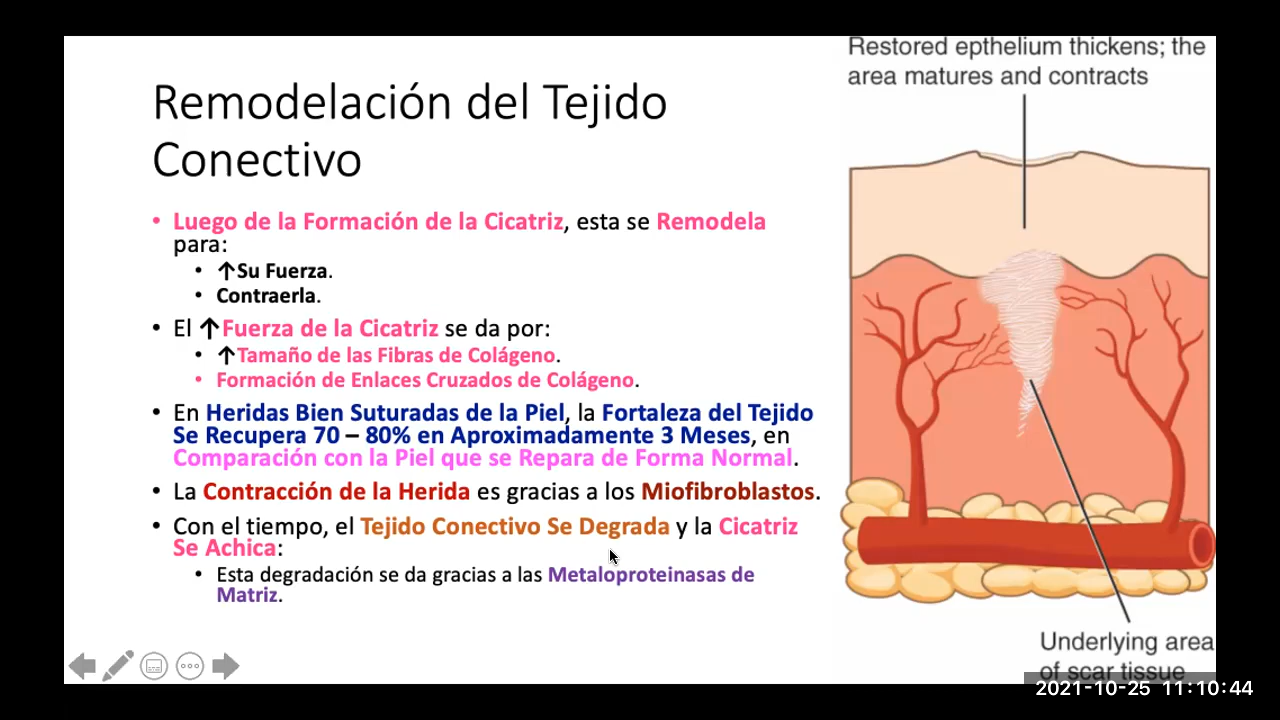 Remodelación del Tejido
Conectivo
• Luego de la Formación de la Cicatriz, esta se Remodela
para:
• ↑Su Fuerza.
• Contraerla.
• El ↑Fuerza de la Cicatriz se da por:
• ↑Tamaño de las Fibras de Colágeno.
• Formación de Enlaces Cruzados de Colágeno.
• En Heridas Bien Suturadas de la Piel, la Fortaleza del Tejido
Se Recupera 70 – 80% en Aproximadamente 3 Meses, en
Comparación con la Piel que se Repara de Forma Normal.
• La Contracción de la Herida es gracias a los Miofibroblastos.
• Con el tiempo, el Tejido Conectivo Se Degrada y la Cicatriz
Se Achica:
• Esta degradación se da gracias a las Metaloproteinasas de
Matriz.
Restored epthelium thickens; the
area matures and contracts
Underlying area
of scar tissue
2021-10-25 11:10:44